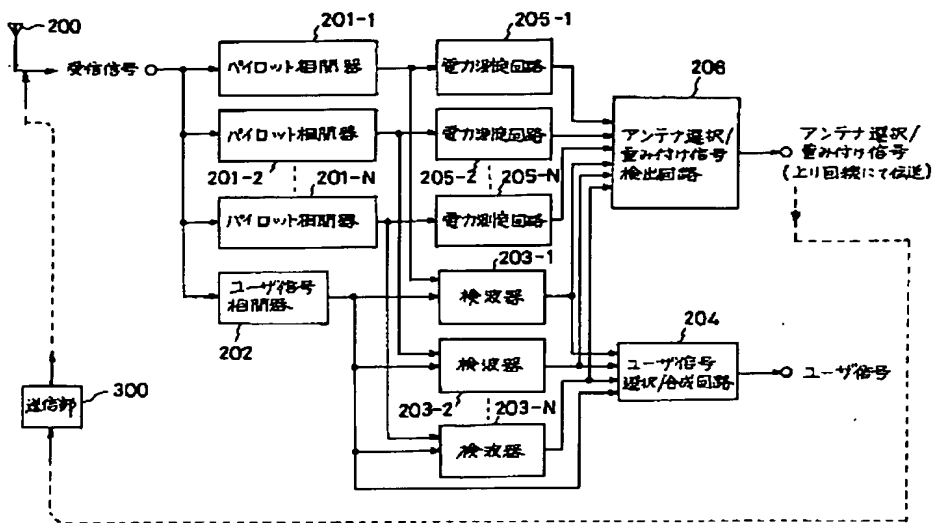 200
受信信号
201-1
パイロット相関器
205-1
電力測定回路
パイロット相関器
201-2
電力測定回路
205-2
201-N
パイロット相関器
205-N
電力測定回路
206
アンテナ選択/
重み付け信号
検出回路
アンテナ選択/
重み付け信号
(上り回線にて伝送)
ユーザ信号
相関器
202
203-1
検波器
検波器
203-2
203-N
検波器
204
ユーザ信号
選択/合成回路
ユーザ信号
送信部
300